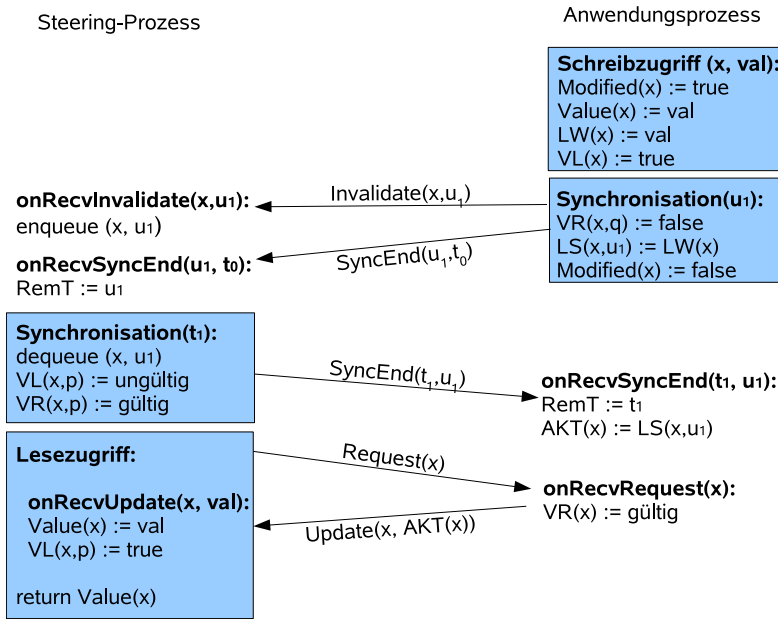 Steering-Prozess
Anwendungsprozess
Schreibzugriff (x, val):
Modified(x) := true
Value(x) := val
LW(x) := val
VL(x) := true
onRecvInvalidate(x,u₁):
enqueue (x, u₁)
Invalidate(x,u₁)
Synchronisation(u₁):
VR(x,q) := false
LS(x,u₁) := LW(x)
Modified(x) := false
onRecvSyncEnd(u₁, t₀):
RemT := u₁
SyncEnd(u₁,t₀)
Synchronisation(t₁):
dequeue (x, u₁)
VL(x,p) := ungültig
VR(x,p) := gültig
SyncEnd(t₁,u₁)
onRecvSyncEnd(t₁, u₁):
RemT := t₁
AKT(x) := LS(x,u₁)
Lesezugriff:
Request(x)
onRecvRequest(x):
VR(x) := gültig
onRecvUpdate(x, val):
Value(x) := val
VL(x,p) := true
Update(x, AKT(x))
return Value(x)